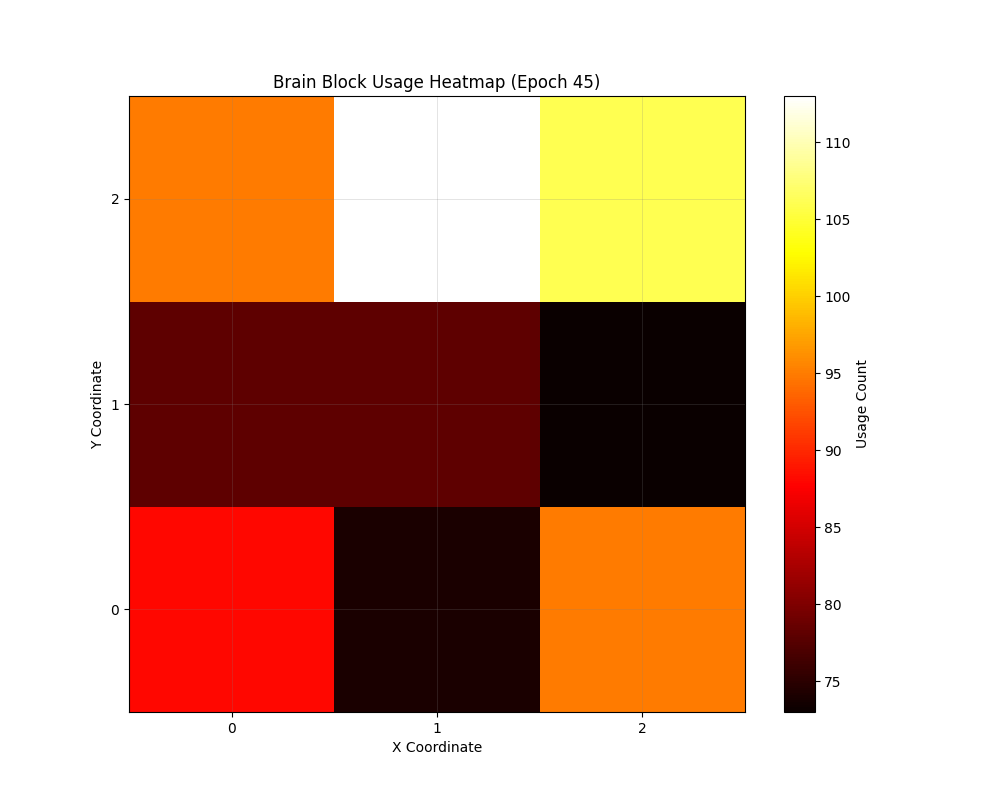 Brain Block Usage Heatmap (Epoch 45)
2
1
0
Y Coordinate
0 1 2
X Coordinate
110
105
100
95
90
85
80
75
Usage Count